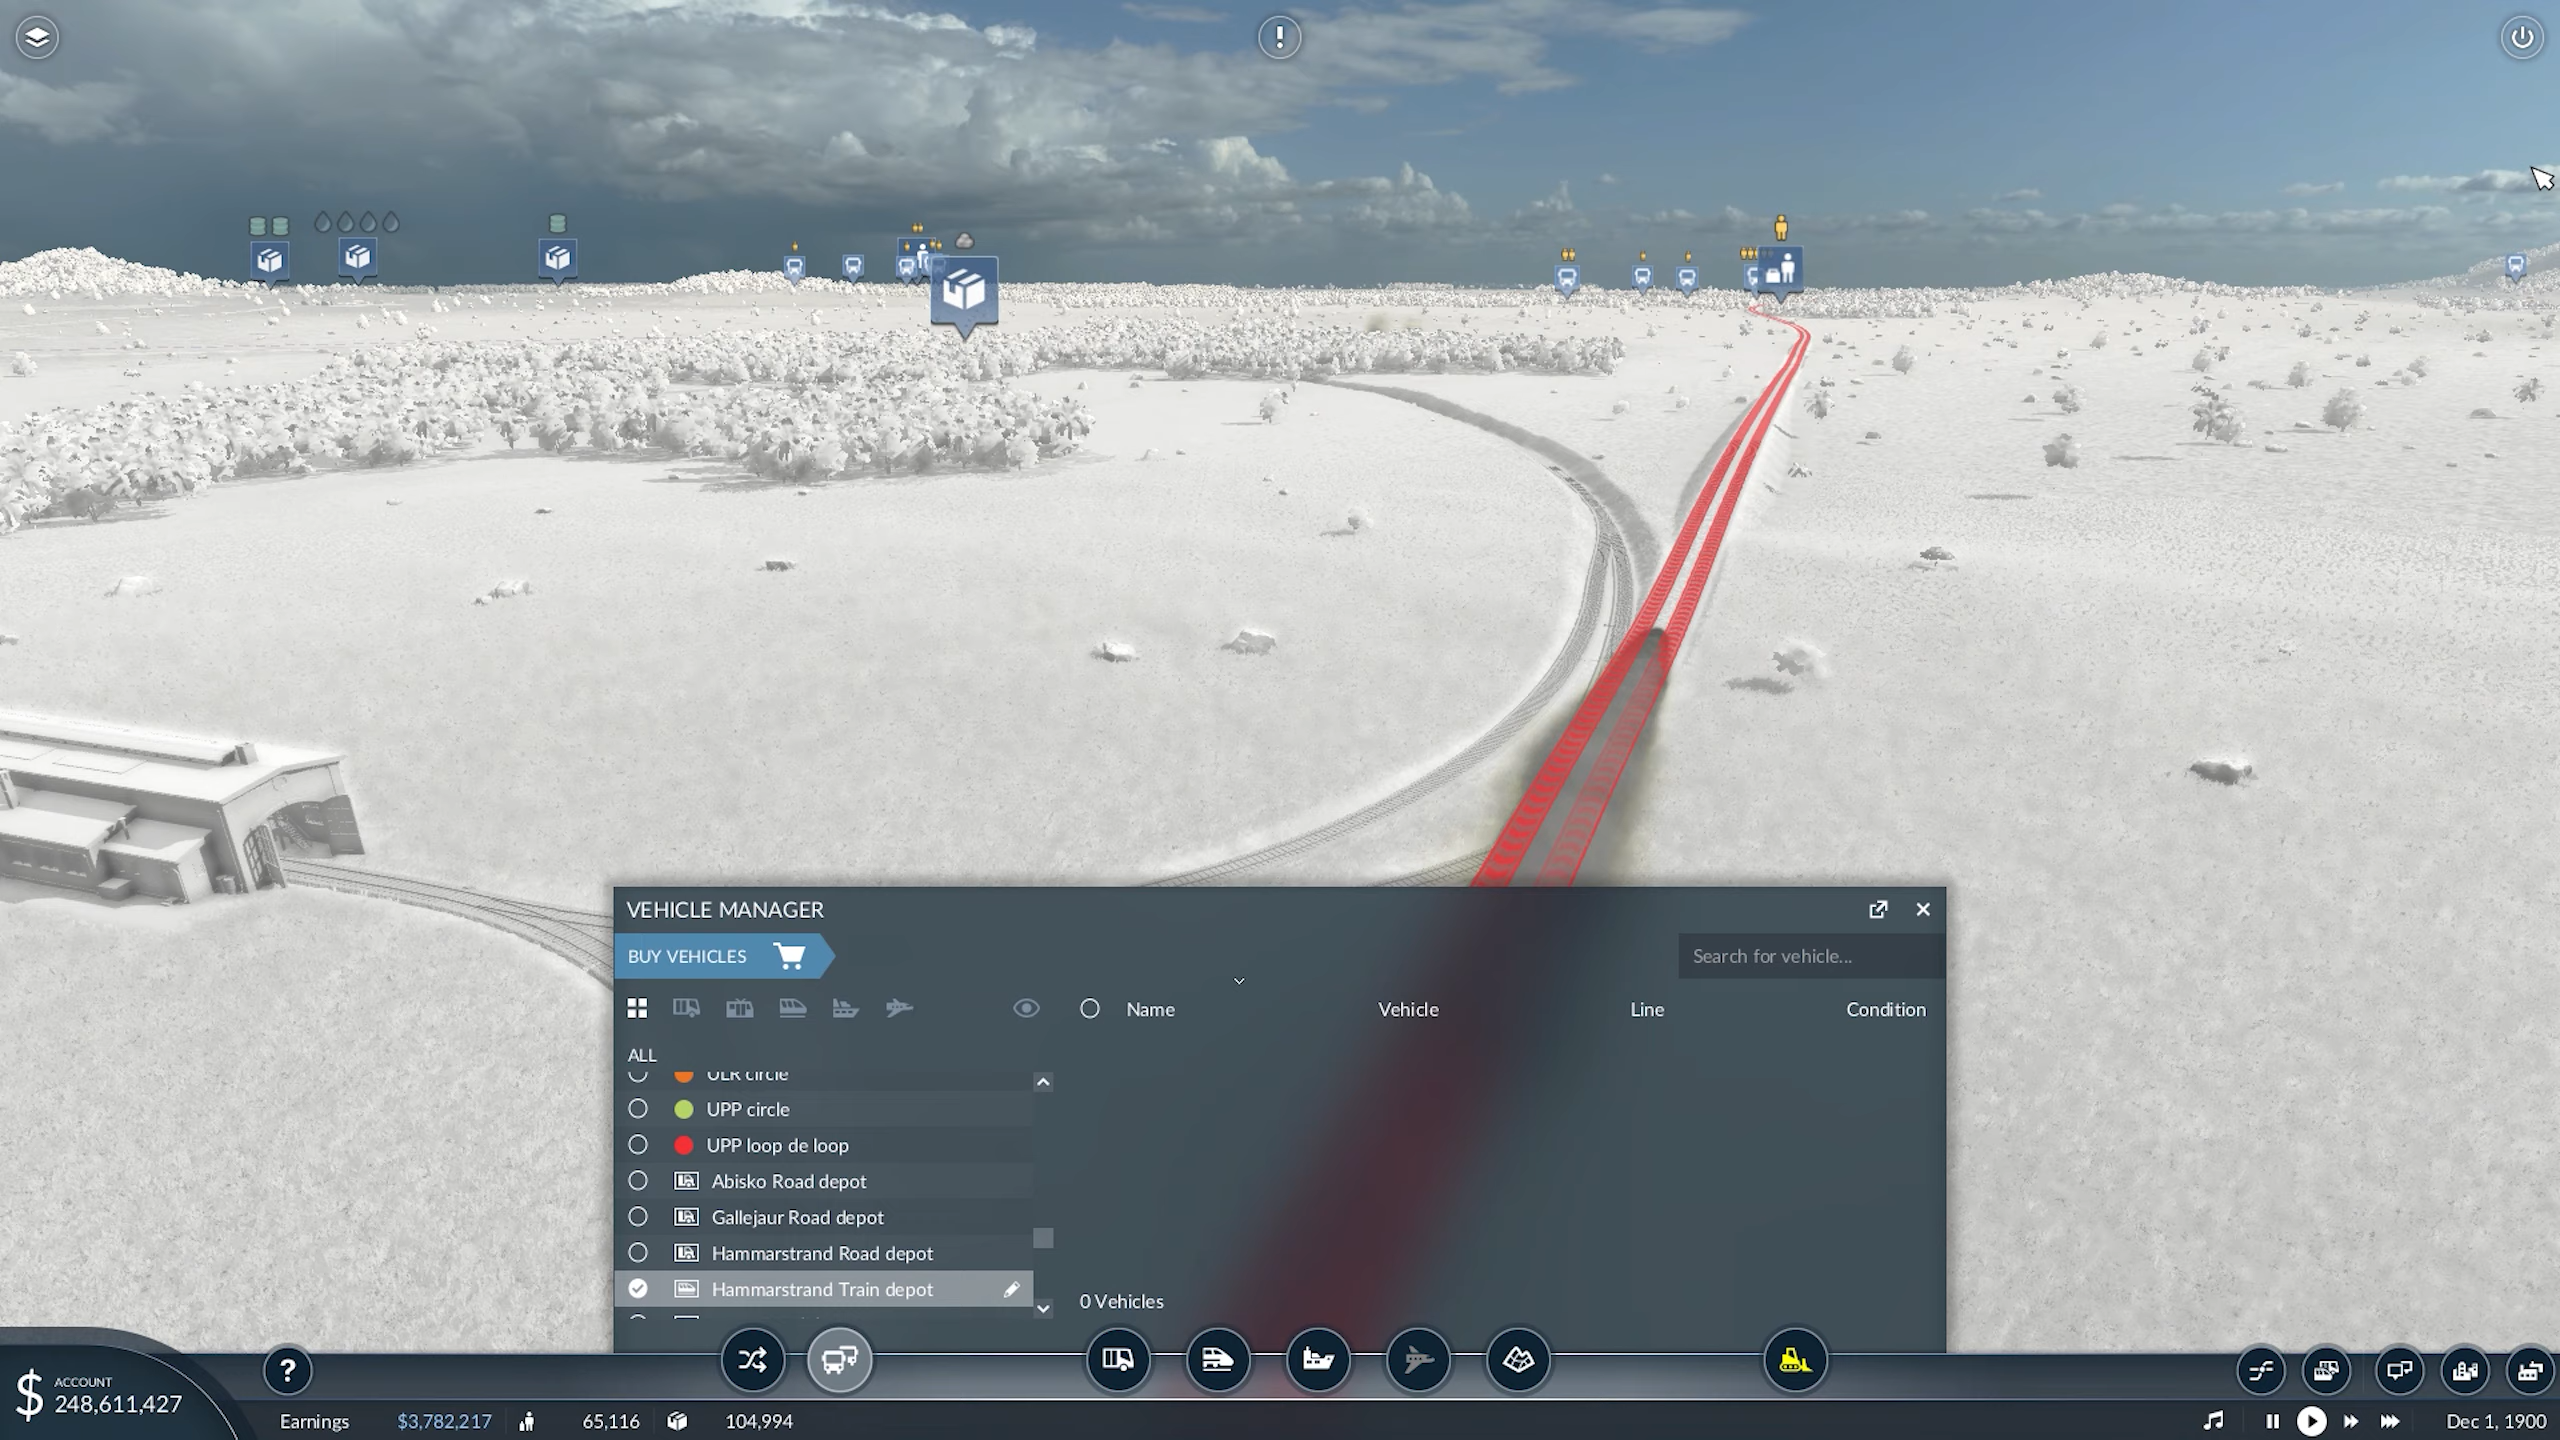 VEHICLE MANAGER
BUY VEHICLES
Search for vehicle...
Name Vehicle Line Condition
ALL
ULR circle
UPP circle
UPP loop de loop
Abisko Road depot
Gallejaur Road depot
Hammarstrand Road depot
Hammarstrand Train depot
0 Vehicles
?
$ ACCOUNT
248,611,427
Earnings $3,782,217 65,116 104,994
Dec 1, 1900